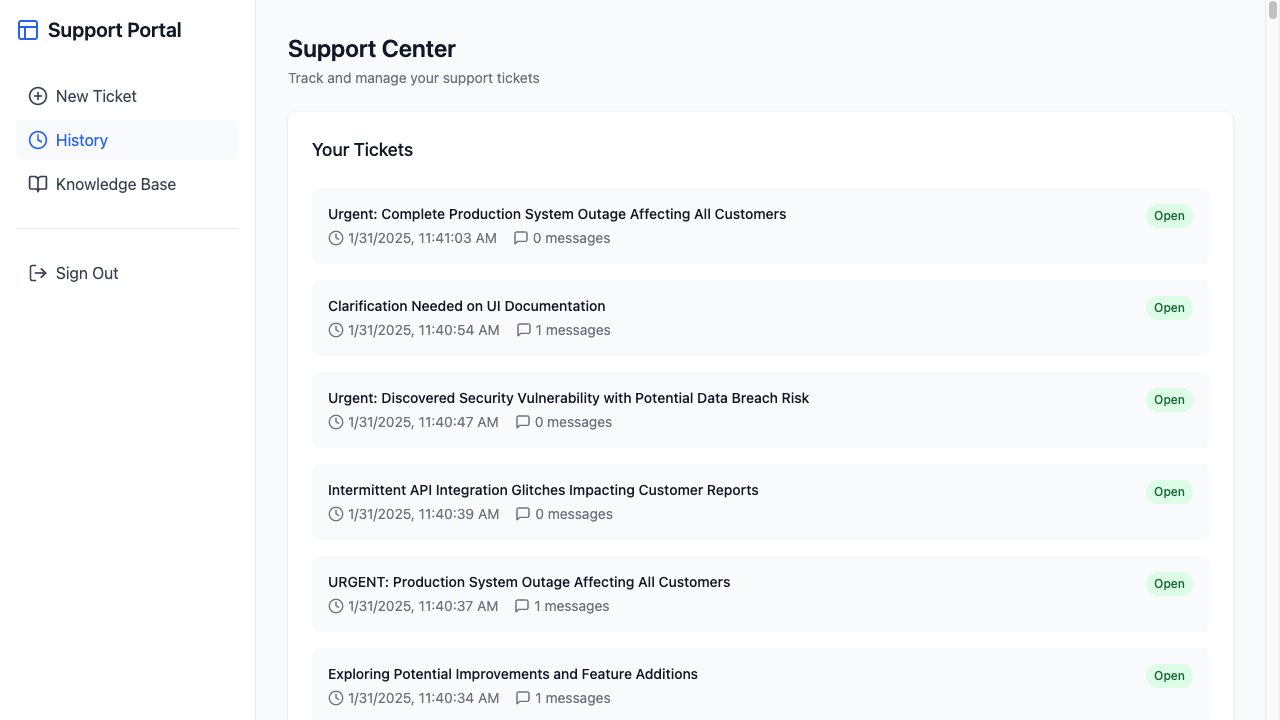 Support Portal
New Ticket
History
Knowledge Base
Sign Out
Support Center
Track and manage your support tickets
Your Tickets
Urgent: Complete Production System Outage Affecting All Customers
Open
1/31/2025, 11:41:03 AM 0 messages
Clarification Needed on UI Documentation
Open
1/31/2025, 11:40:54 AM 1 messages
Urgent: Discovered Security Vulnerability with Potential Data Breach Risk
Open
1/31/2025, 11:40:47 AM 0 messages
Intermittent API Integration Glitches Impacting Customer Reports
Open
1/31/2025, 11:40:39 AM 0 messages
URGENT: Production System Outage Affecting All Customers
Open
1/31/2025, 11:40:37 AM 1 messages
Exploring Potential Improvements and Feature Additions
Open
1/31/2025, 11:40:34 AM 1 messages